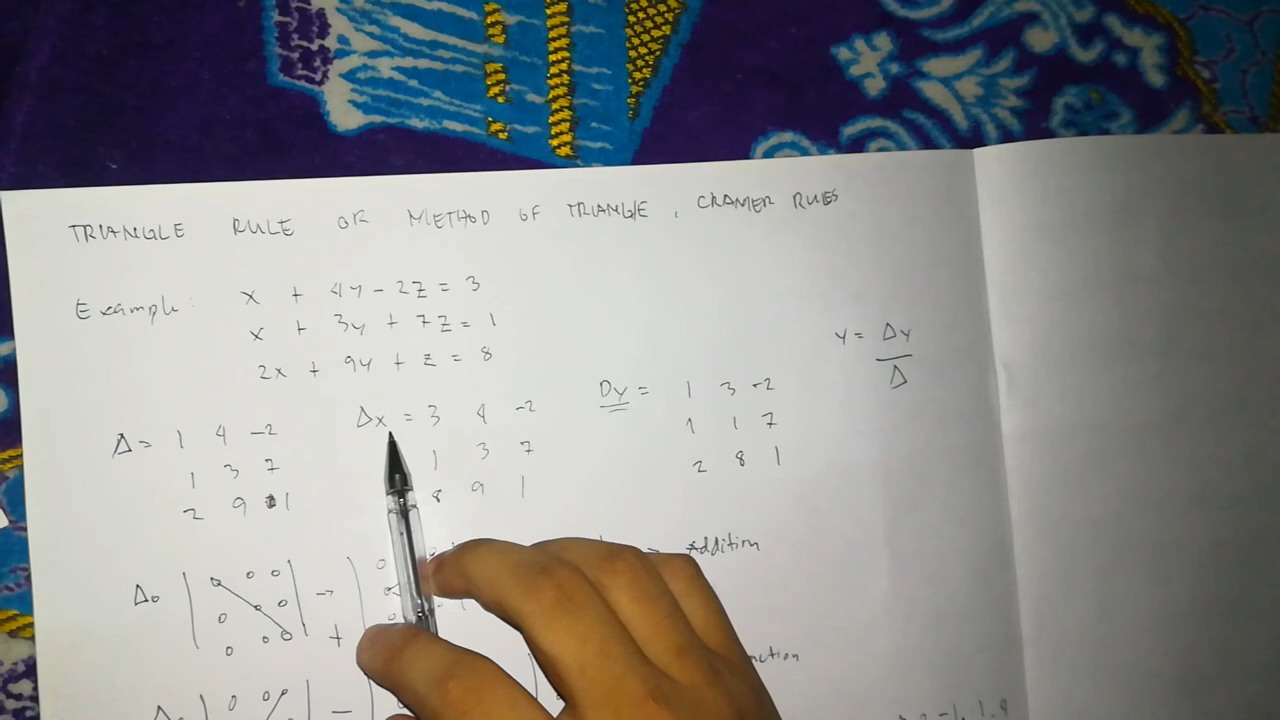 TRIANGLE RULE OR METHOD OF TRIANGLE, CRAMER RULES
Example: x + 4y - 2z = 3
x + 3y + 7z = 1
2x + 9y + z = 8
y = Δy
Δ
Δ = 1 4 -2
1 3 7
2 9 1
Δx = 3 4 -2
1 3 7
8 9 1
Dy = 1 3 -2
1 1 7
2 8 1
Δo → +
Addition
-